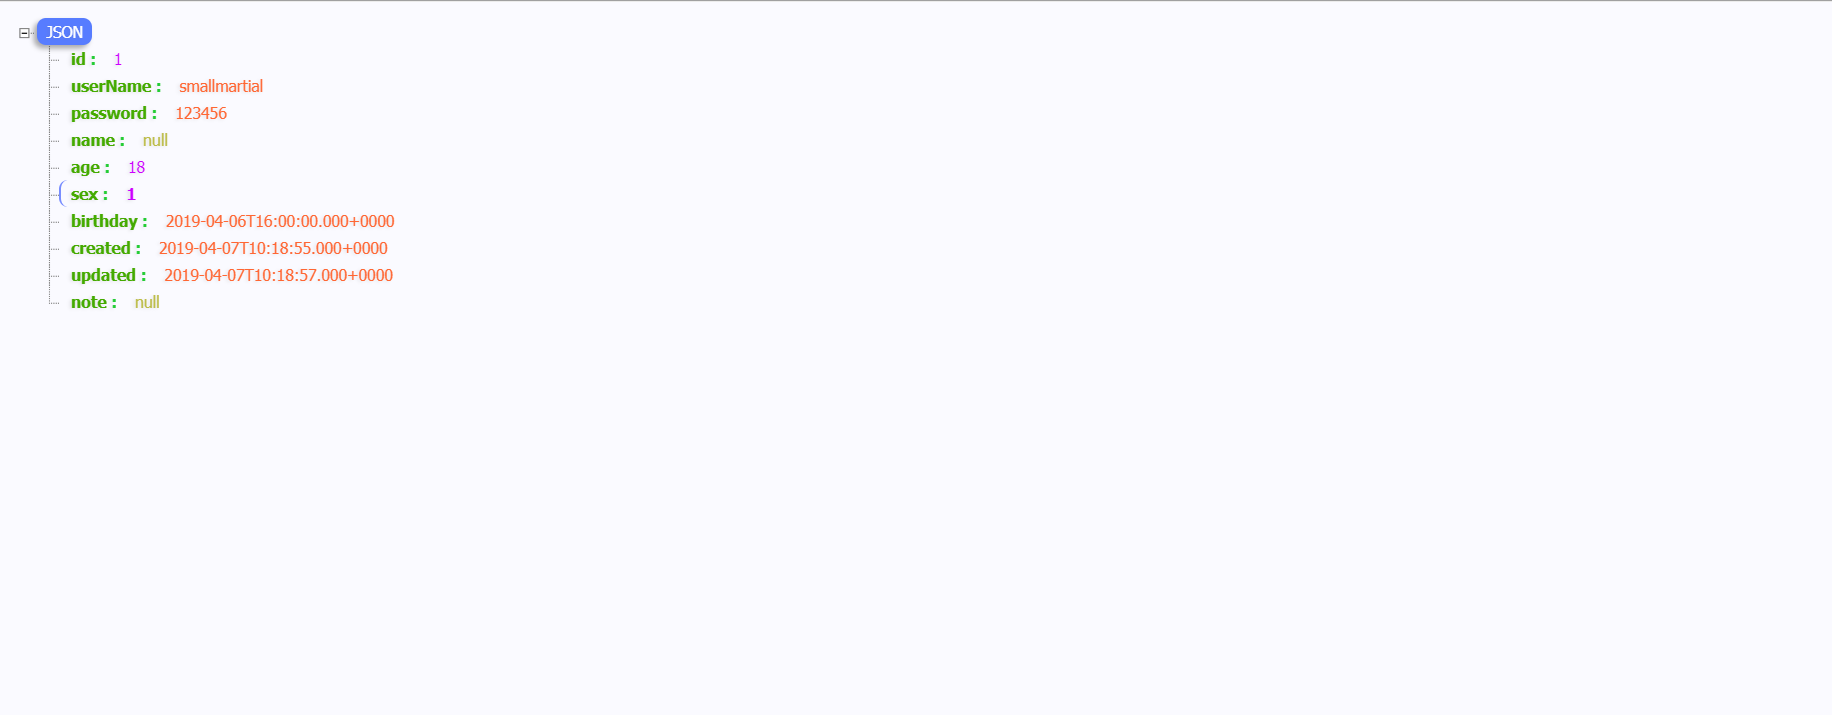 JSON
id : 1
userName : smallmartial
password : 123456
name : null
age : 18
sex : 1
birthday : 2019-04-06T16:00:00.000+0000
created : 2019-04-07T10:18:55.000+0000
updated : 2019-04-07T10:18:57.000+0000
note : null